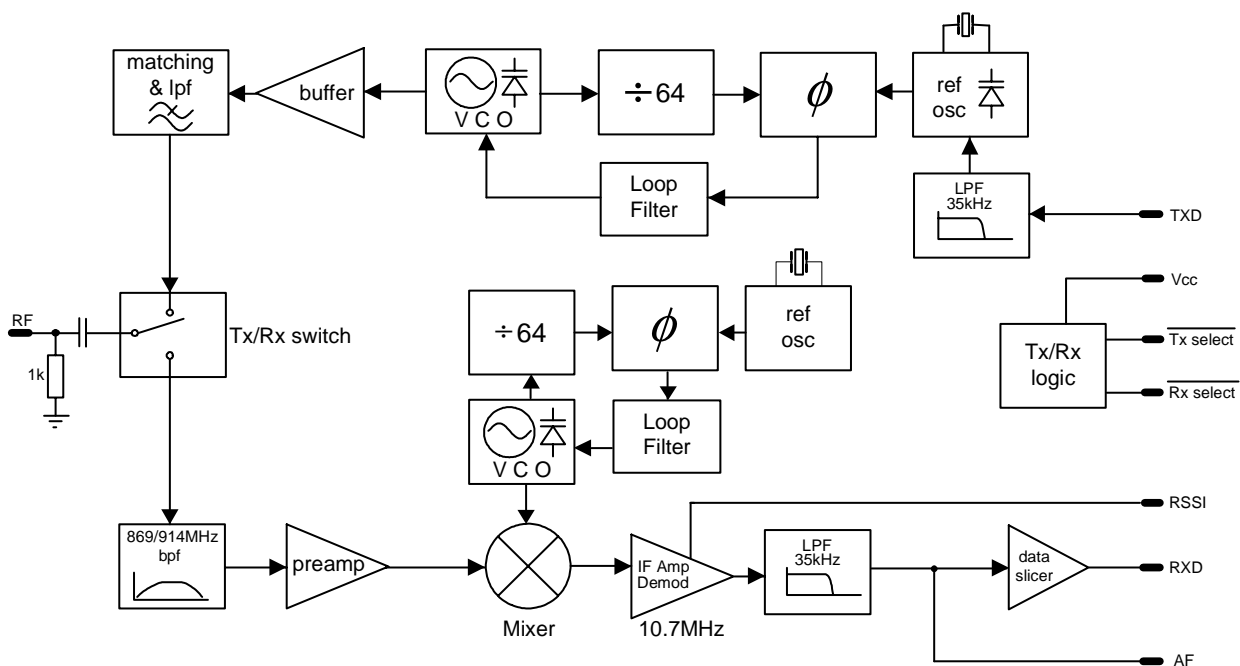 matching
& lpf
buffer
V C O
÷64
ϕ
ref
osc
Loop
Filter
LPF
35kHz
TXD
Vcc
RF
1k
Tx/Rx switch
÷64
ϕ
ref
osc
Tx/Rx
logic
Tx select
Rx select
V C O
Loop
Filter
RSSI
869/914MHz
bpf
preamp
Mixer
IF Amp
Demod
10.7MHz
LPF
35kHz
data
slicer
RXD
AF